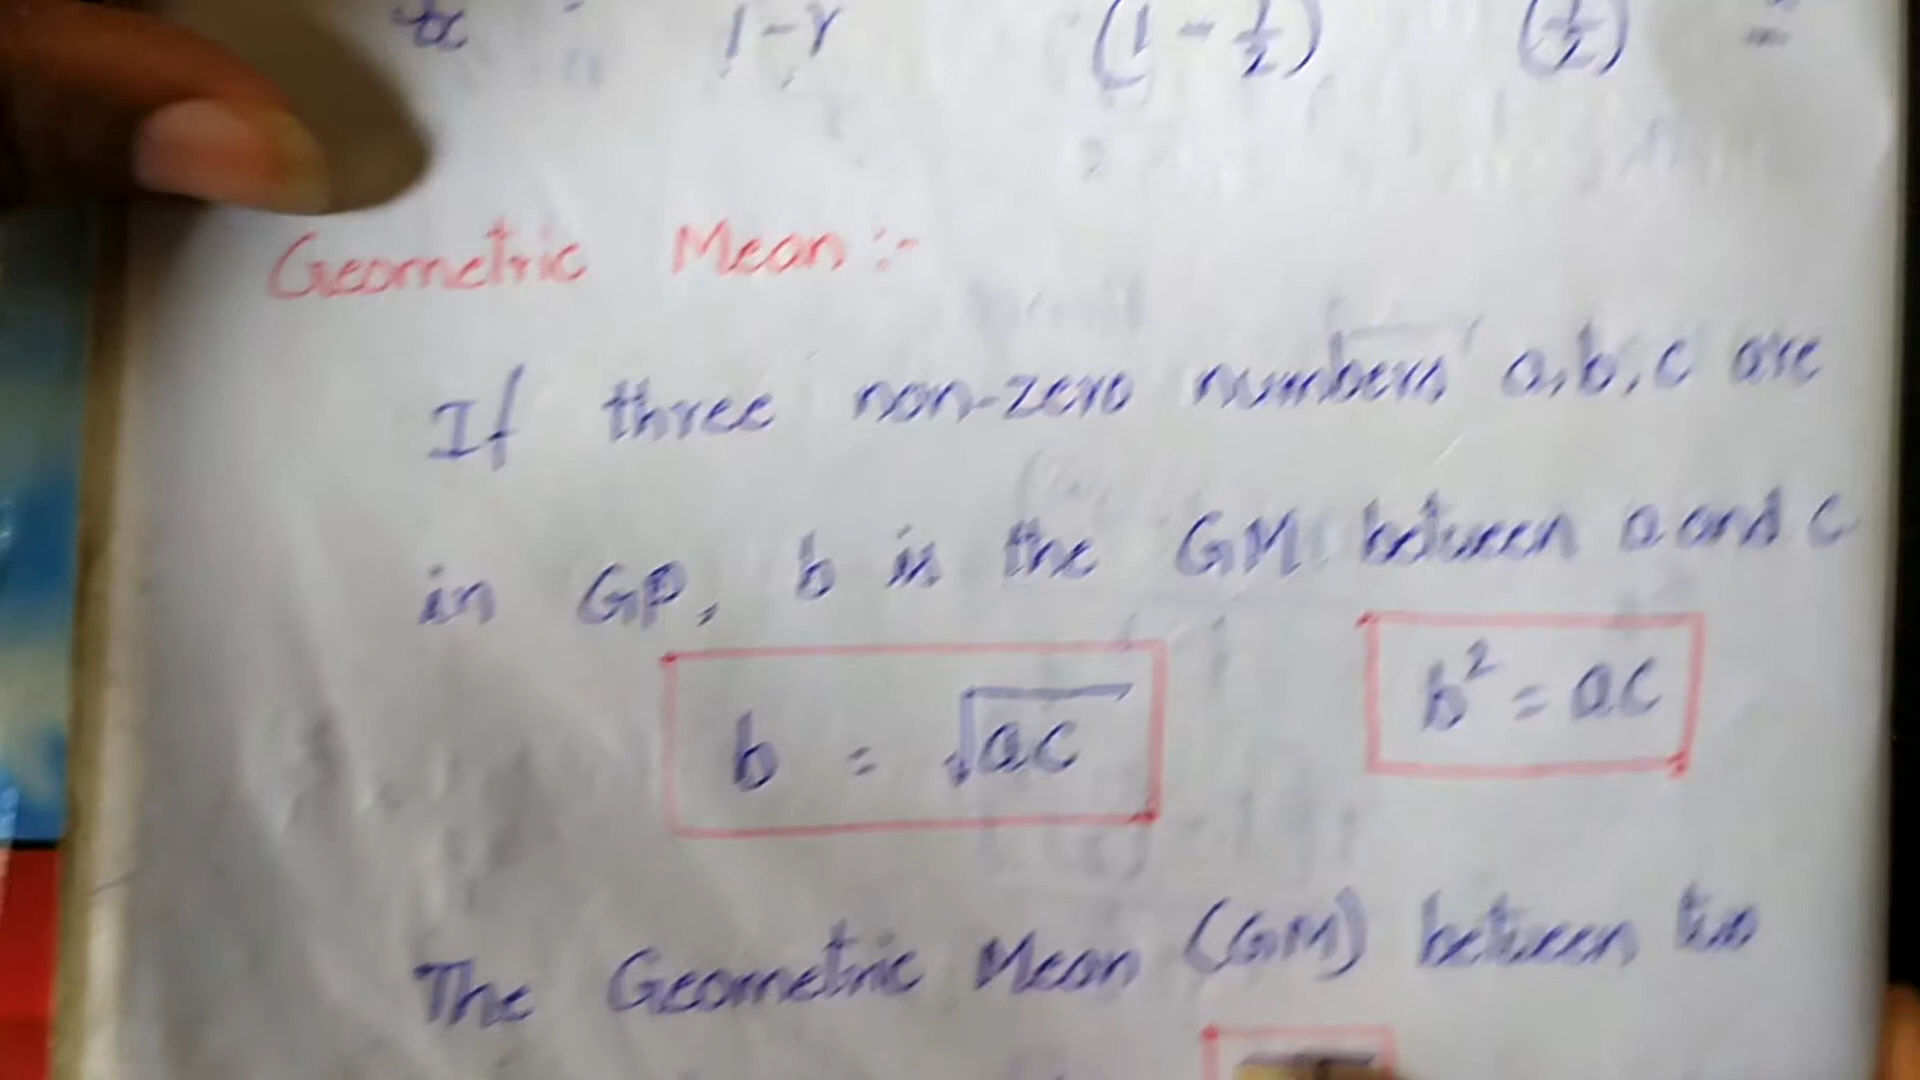 1-r (1 - 1/2) (1/2) =
Geometric Mean :-
If three non-zero numbers a,b,c are
in GP, b is the GM between a and c
b = √ac b² = ac
The Geometric Mean (GM) between two